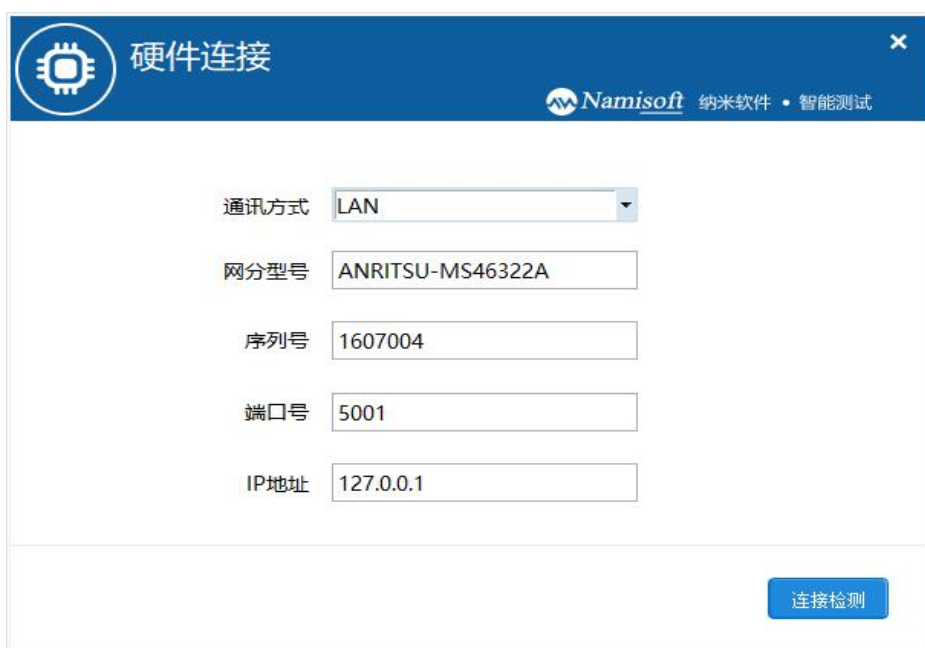 硬件连接
Namisoft 纳米软件 • 智能测试
通讯方式 LAN
网分型号 ANRITSU-MS46322A
序列号 1607004
端口号 5001
IP地址 127.0.0.1
连接检测